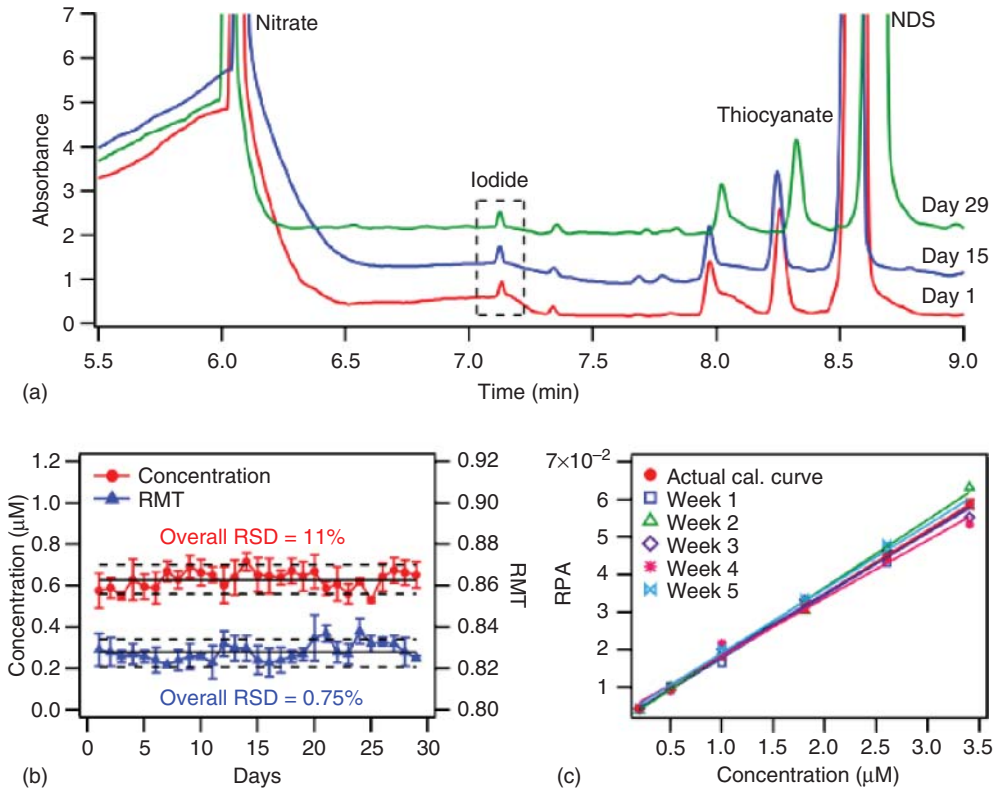 7
6
5
4
3
2
1
0
Absorbance
Nitrate
Iodide
Thiocyanate
NDS
Day 29
Day 15
Day 1
5.5 6.0 6.5 7.0 7.5 8.0 8.5 9.0
Time (min)
(a)
1.2
1.0
0.8
0.6
0.4
0.2
0.0
Concentration (μM)
Concentration
RMT
Overall RSD = 11%
Overall RSD = 0.75%
0.92
0.90
0.88
0.86
0.84
0.82
0.80
RMT
0 5 10 15 20 25 30
Days
(b)
7×10⁻²
6
5
4
3
2
1
RPA
Actual cal. curve
Week 1
Week 2
Week 3
Week 4
Week 5
0.5 1.0 1.5 2.0 2.5 3.0 3.5
Concentration (μM)
(c)